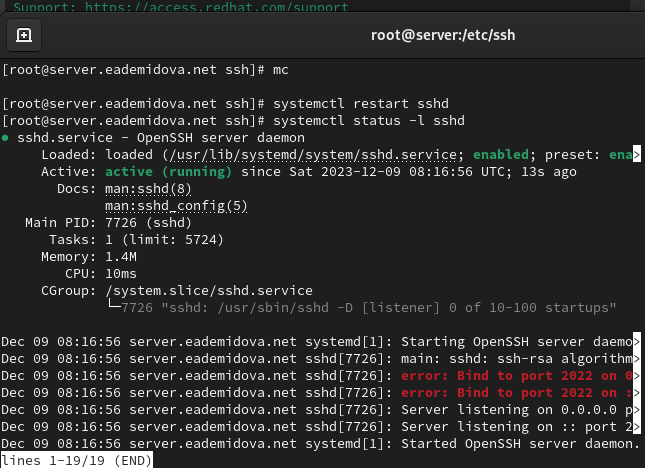 Support: https://access.redhat.com/support
root@server:/etc/ssh
[root@server.eademidova.net ssh]# mc
[root@server.eademidova.net ssh]# systemctl restart sshd
[root@server.eademidova.net ssh]# systemctl status -l sshd
● sshd.service - OpenSSH server daemon
Loaded: loaded (/usr/lib/systemd/system/sshd.service; enabled; preset: ena>
Active: active (running) since Sat 2023-12-09 08:16:56 UTC; 13s ago
Docs: man:sshd(8)
man:sshd_config(5)
Main PID: 7726 (sshd)
Tasks: 1 (limit: 5724)
Memory: 1.4M
CPU: 10ms
CGroup: /system.slice/sshd.service
└─7726 "sshd: /usr/sbin/sshd -D [listener] 0 of 10-100 startups"
Dec 09 08:16:56 server.eademidova.net systemd[1]: Starting OpenSSH server daemo>
Dec 09 08:16:56 server.eademidova.net sshd[7726]: main: sshd: ssh-rsa algorithm>
Dec 09 08:16:56 server.eademidova.net sshd[7726]: error: Bind to port 2022 on 0>
Dec 09 08:16:56 server.eademidova.net sshd[7726]: error: Bind to port 2022 on :>
Dec 09 08:16:56 server.eademidova.net sshd[7726]: Server listening on 0.0.0.0 p>
Dec 09 08:16:56 server.eademidova.net sshd[7726]: Server listening on :: port 2>
Dec 09 08:16:56 server.eademidova.net systemd[1]: Started OpenSSH server daemon.
lines 1-19/19 (END)